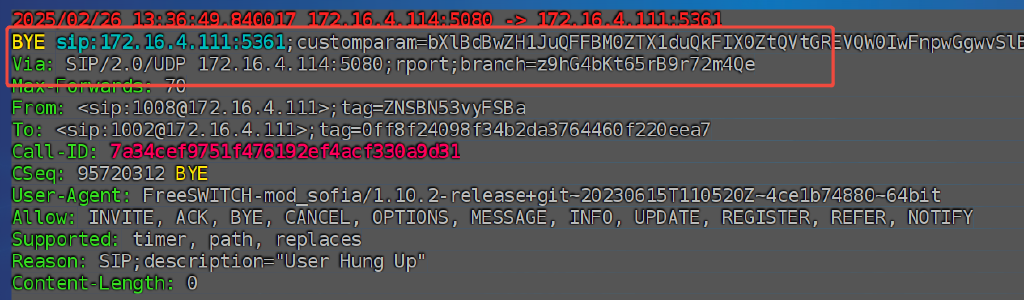 2025/02/26 13:36:49.840017 172.16.4.114:5080 -> 172.16.4.111:5361
BYE sip:172.16.4.111:5361;customparam=bXlBdBwZH1JuQFFBM0ZTX1duQkFIX0ZtQVtGREVQW0IwFnpwGgwvSlE
Via: SIP/2.0/UDP 172.16.4.114:5080;rport;branch=z9hG4bKt65rB9r72m4Qe
Max-Forwards: 70
From: <sip:1008@172.16.4.111>;tag=ZNSBN53vyFSBa
To: <sip:1002@172.16.4.111>;tag=0ff8f24098f34b2da3764460f220eea7
Call-ID: 7a34cef9751f476192ef4acf330a9d31
CSeq: 95720312 BYE
User-Agent: FreeSWITCH-mod_sofia/1.10.2-release+git~20230615T110520Z~4ce1b74880~64bit
Allow: INVITE, ACK, BYE, CANCEL, OPTIONS, MESSAGE, INFO, UPDATE, REGISTER, REFER, NOTIFY
Supported: timer, path, replaces
Reason: SIP;description="User Hung Up"
Content-Length: 0